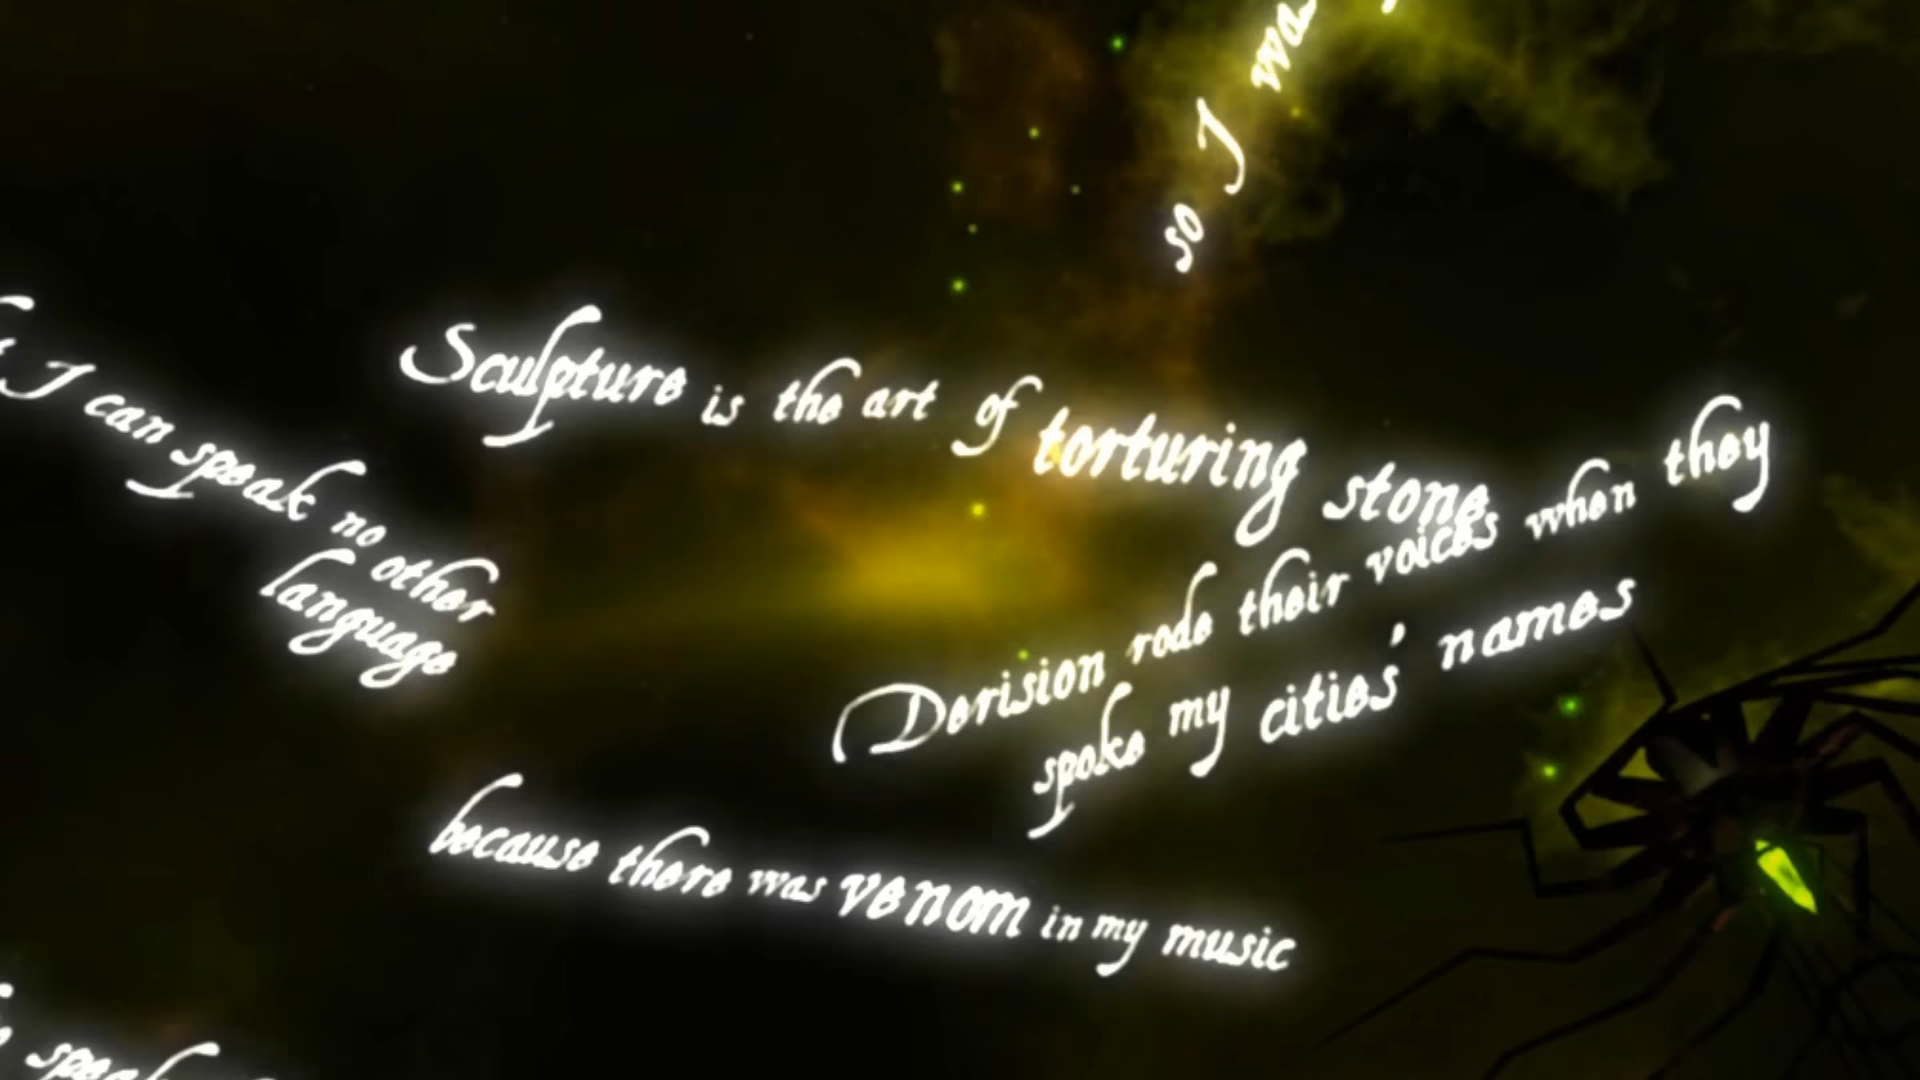 so I
I can speak no other
language
Sculpture is the art of torturing stone
Derision rode their voices when they
spoke my cities' names
because there was venom in my music